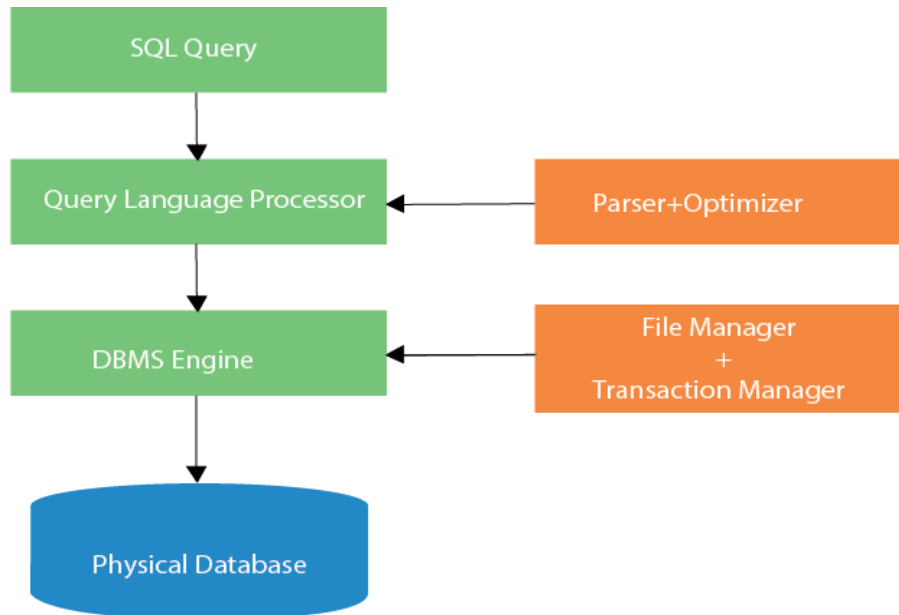 SQL Query
Query Language Processor
Parser+Optimizer
DBMS Engine
File Manager
+
Transaction Manager
Physical Database